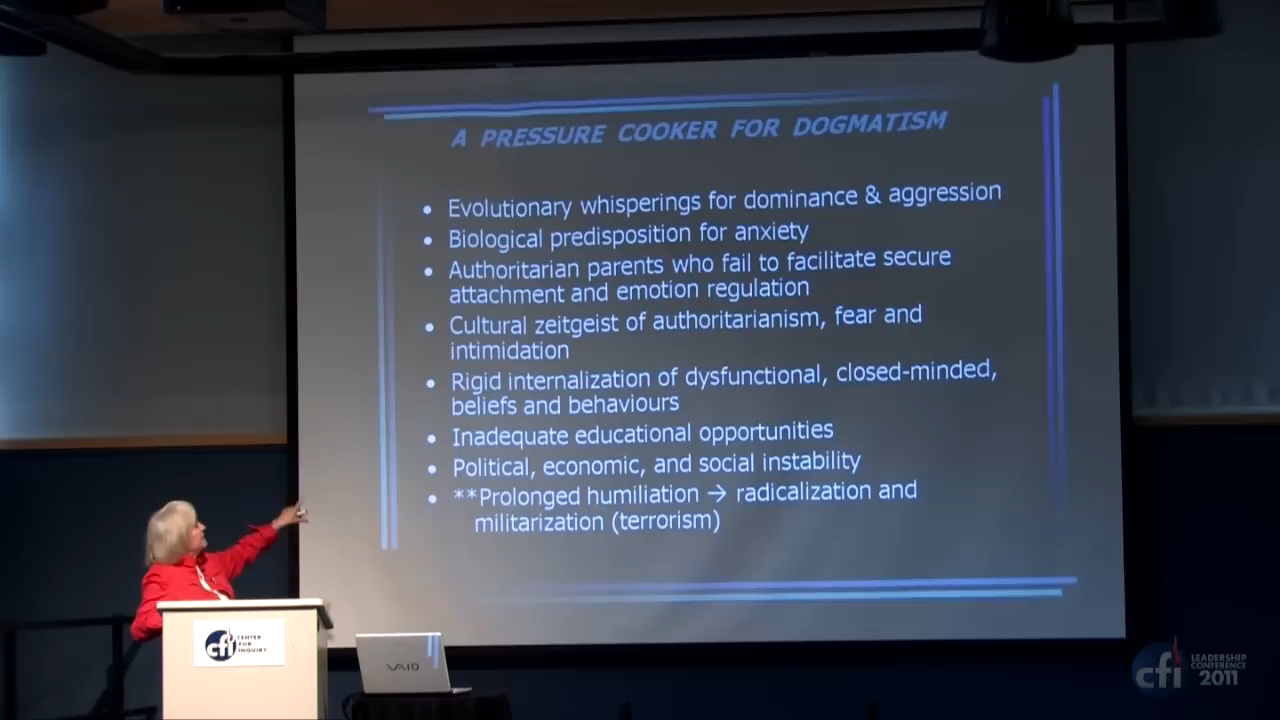 A PRESSURE COOKER FOR DOGMATISM
• Evolutionary whisperings for dominance & aggression
• Biological predisposition for anxiety
• Authoritarian parents who fail to facilitate secure
attachment and emotion regulation
• Cultural zeitgeist of authoritarianism, fear and
intimidation
• Rigid internalization of dysfunctional, closed-minded,
beliefs and behaviours
• Inadequate educational opportunities
• Political, economic, and social instability
• **Prolonged humiliation → radicalization and
militarization (terrorism)
cfi
CENTER
FOR
INQUIRY
VAIO
cfi
LEADERSHIP
CONFERENCE
2011